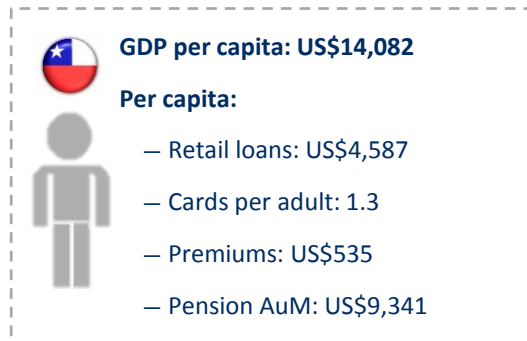 GDP per capita: US$14,082
Per capita:
— Retail loans: US$4,587
— Cards per adult: 1.3
— Premiums: US$535
— Pension AuM: US$9,341